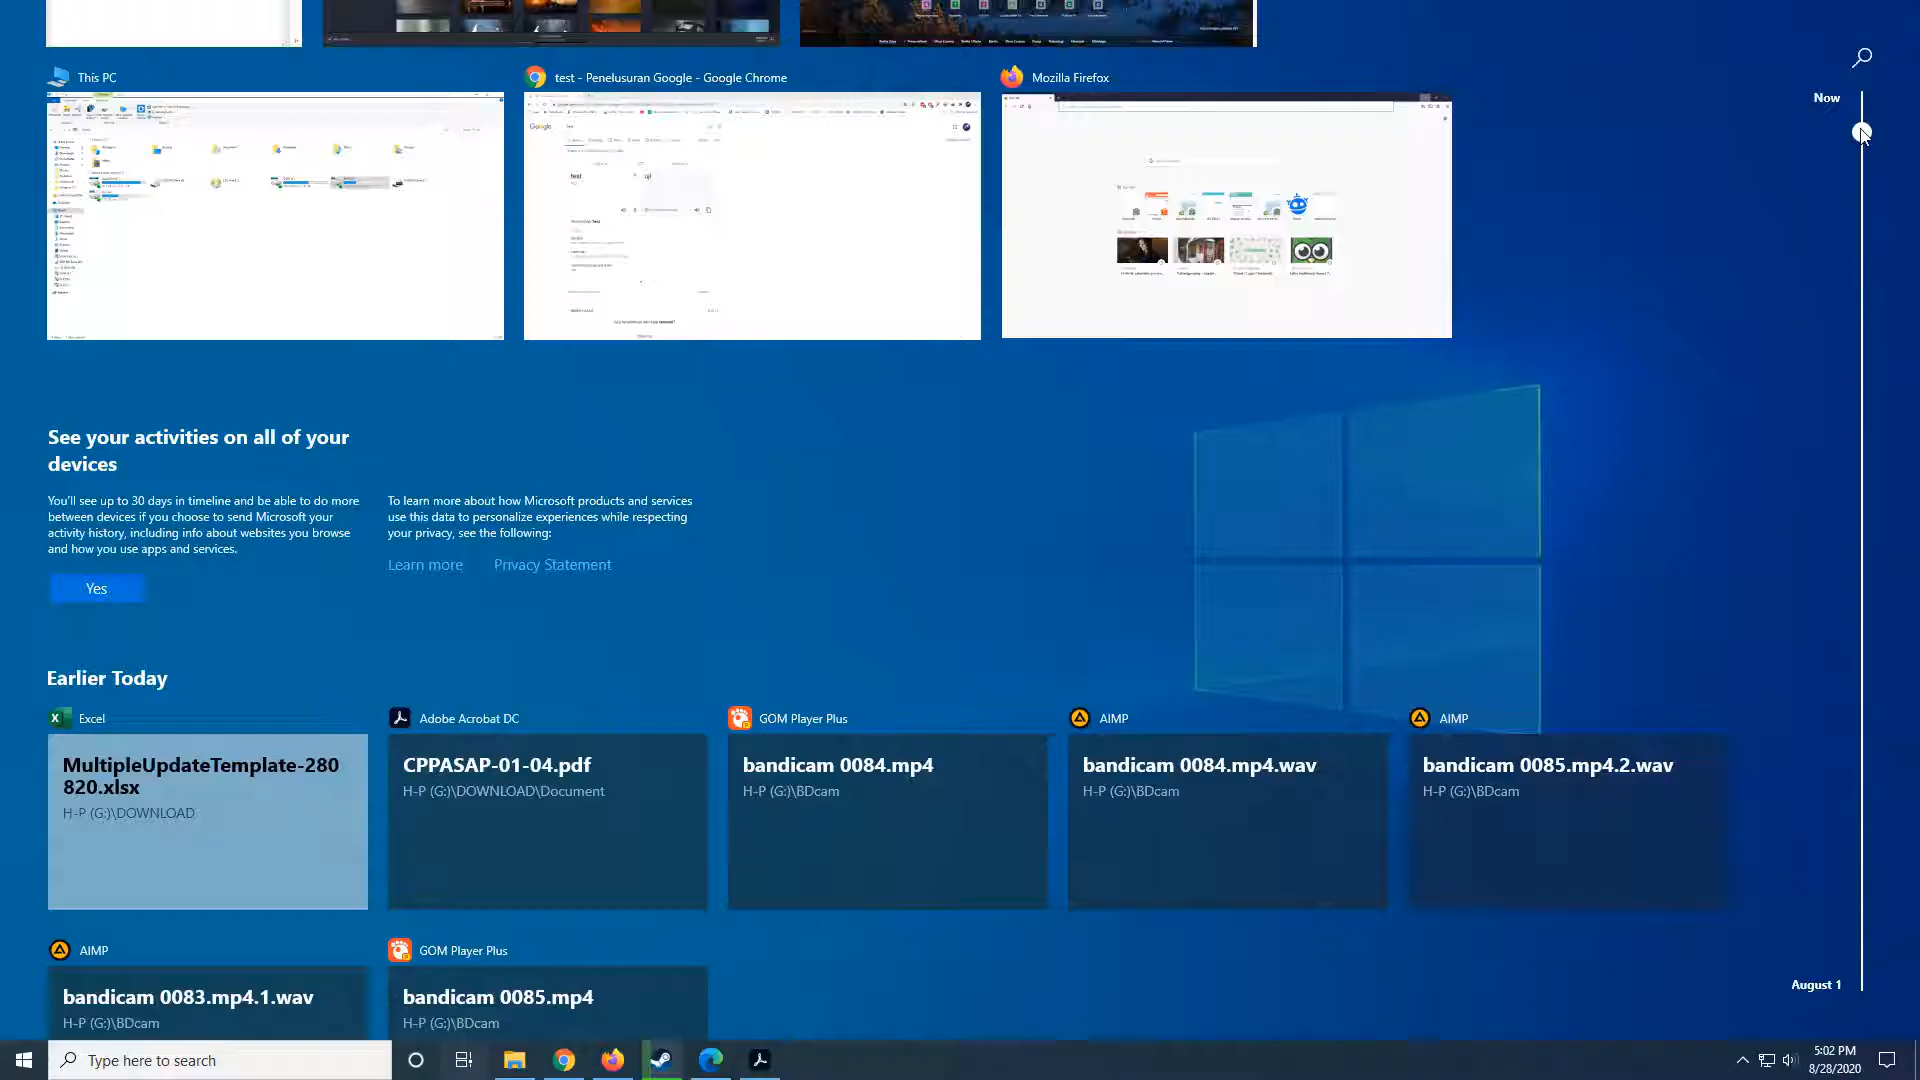 This PC
test - Penelusuran Google - Google Chrome
Mozilla Firefox
Now
Google
test
See your activities on all of your
devices
You'll see up to 30 days in timeline and be able to do more
between devices if you choose to send Microsoft your
activity history, including info about websites you browse
and how you use apps and services.
To learn more about how Microsoft products and services
use this data to personalize experiences while respecting
your privacy, see the following:
Learn more
Privacy Statement
Yes
Earlier Today
Excel
Adobe Acrobat DC
GOM Player Plus
AIMP
AIMP
MultipleUpdateTemplate-280
820.xlsx
H-P (G:)\DOWNLOAD
CPPASAP-01-04.pdf
H-P (G:)\DOWNLOAD\Document
bandicam 0084.mp4
H-P (G:)\BDcam
bandicam 0084.mp4.wav
H-P (G:)\BDcam
bandicam 0085.mp4.2.wav
H-P (G:)\BDcam
AIMP
GOM Player Plus
bandicam 0083.mp4.1.wav
H-P (G:)\BDcam
bandicam 0085.mp4
H-P (G:)\BDcam
August 1
Type here to search
5:02 PM
8/28/2020